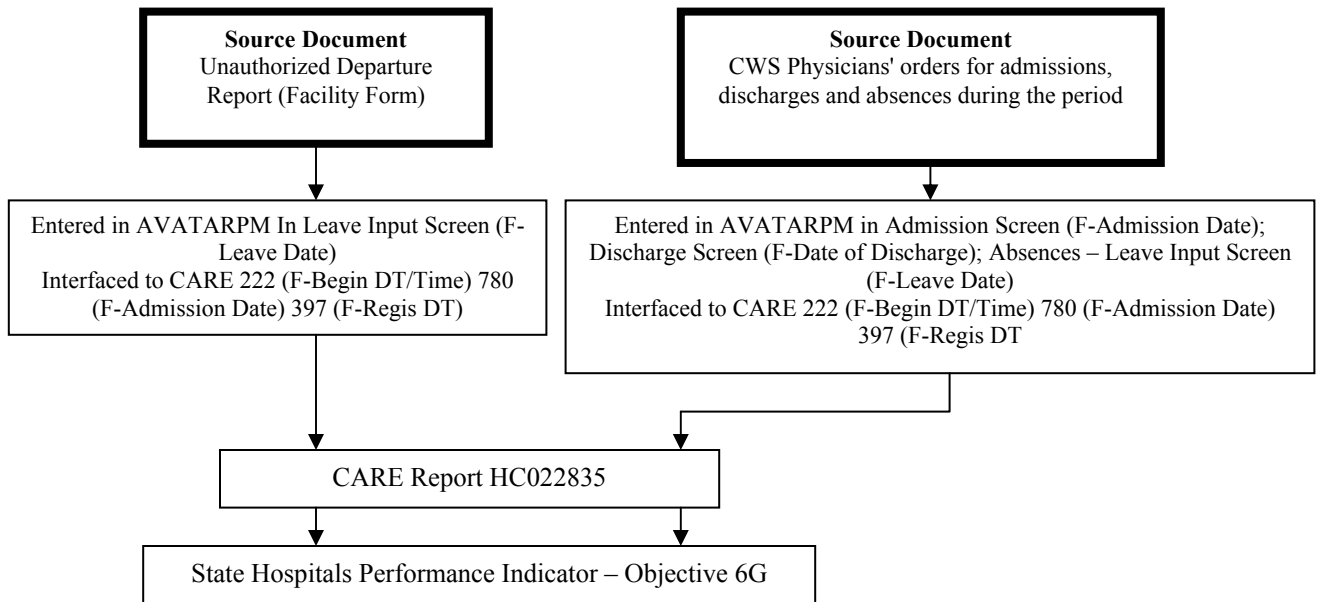 Source Document
Unauthorized Departure
Report (Facility Form)
Source Document
CWS Physicians' orders for admissions,
discharges and absences during the period
Entered in AVATARPM In Leave Input Screen (F-
Leave Date)
Interfaced to CARE 222 (F-Begin DT/Time) 780
(F-Admission Date) 397 (F-Regis DT)
Entered in AVATARPM in Admission Screen (F-Admission Date);
Discharge Screen (F-Date of Discharge); Absences – Leave Input Screen
(F-Leave Date)
Interfaced to CARE 222 (F-Begin DT/Time) 780 (F-Admission Date)
397 (F-Regis DT
CARE Report HC022835
State Hospitals Performance Indicator – Objective 6G